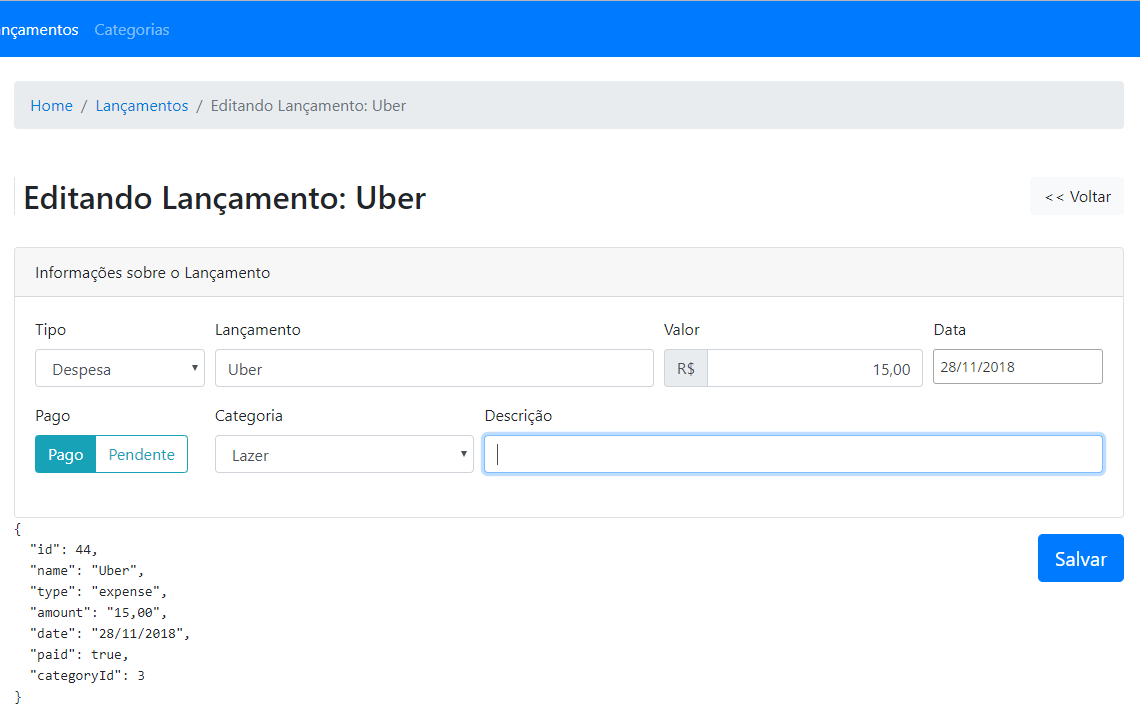 Categorias
Home / Lançamentos / Editando Lançamento: Uber
Editando Lançamento: Uber
<< Voltar
Informações sobre o Lançamento
Tipo Lançamento Valor Data
Despesa Uber R$ 15,00 28/11/2018
Pago Categoria Descrição
Pago Pendente Lazer
{
"id": 44,
"name": "Uber",
"type": "expense",
"amount": "15,00",
"date": "28/11/2018",
"paid": true,
"categoryId": 3
}
Salvar